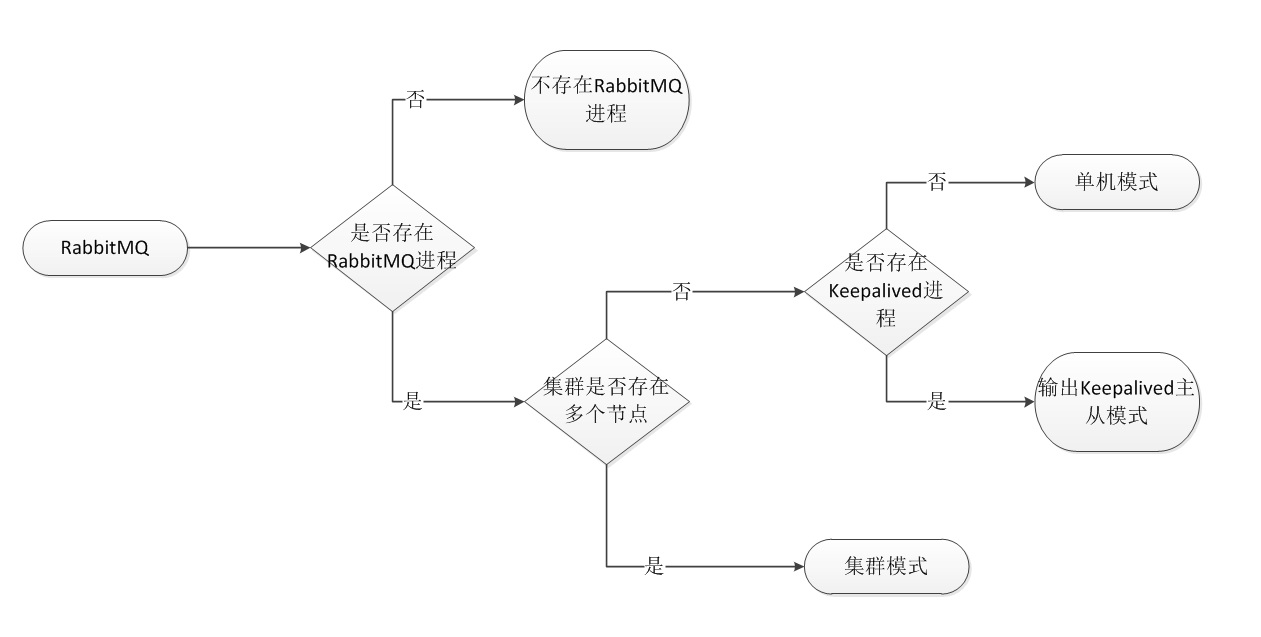 不存在RabbitMQ
进程
否
单机模式
否
RabbitMQ
是否存在
RabbitMQ进程
是否存在
Keepalived进
程
否
集群是否存在
多个节点
是
是
输出Keepalived主
从模式
是
集群模式